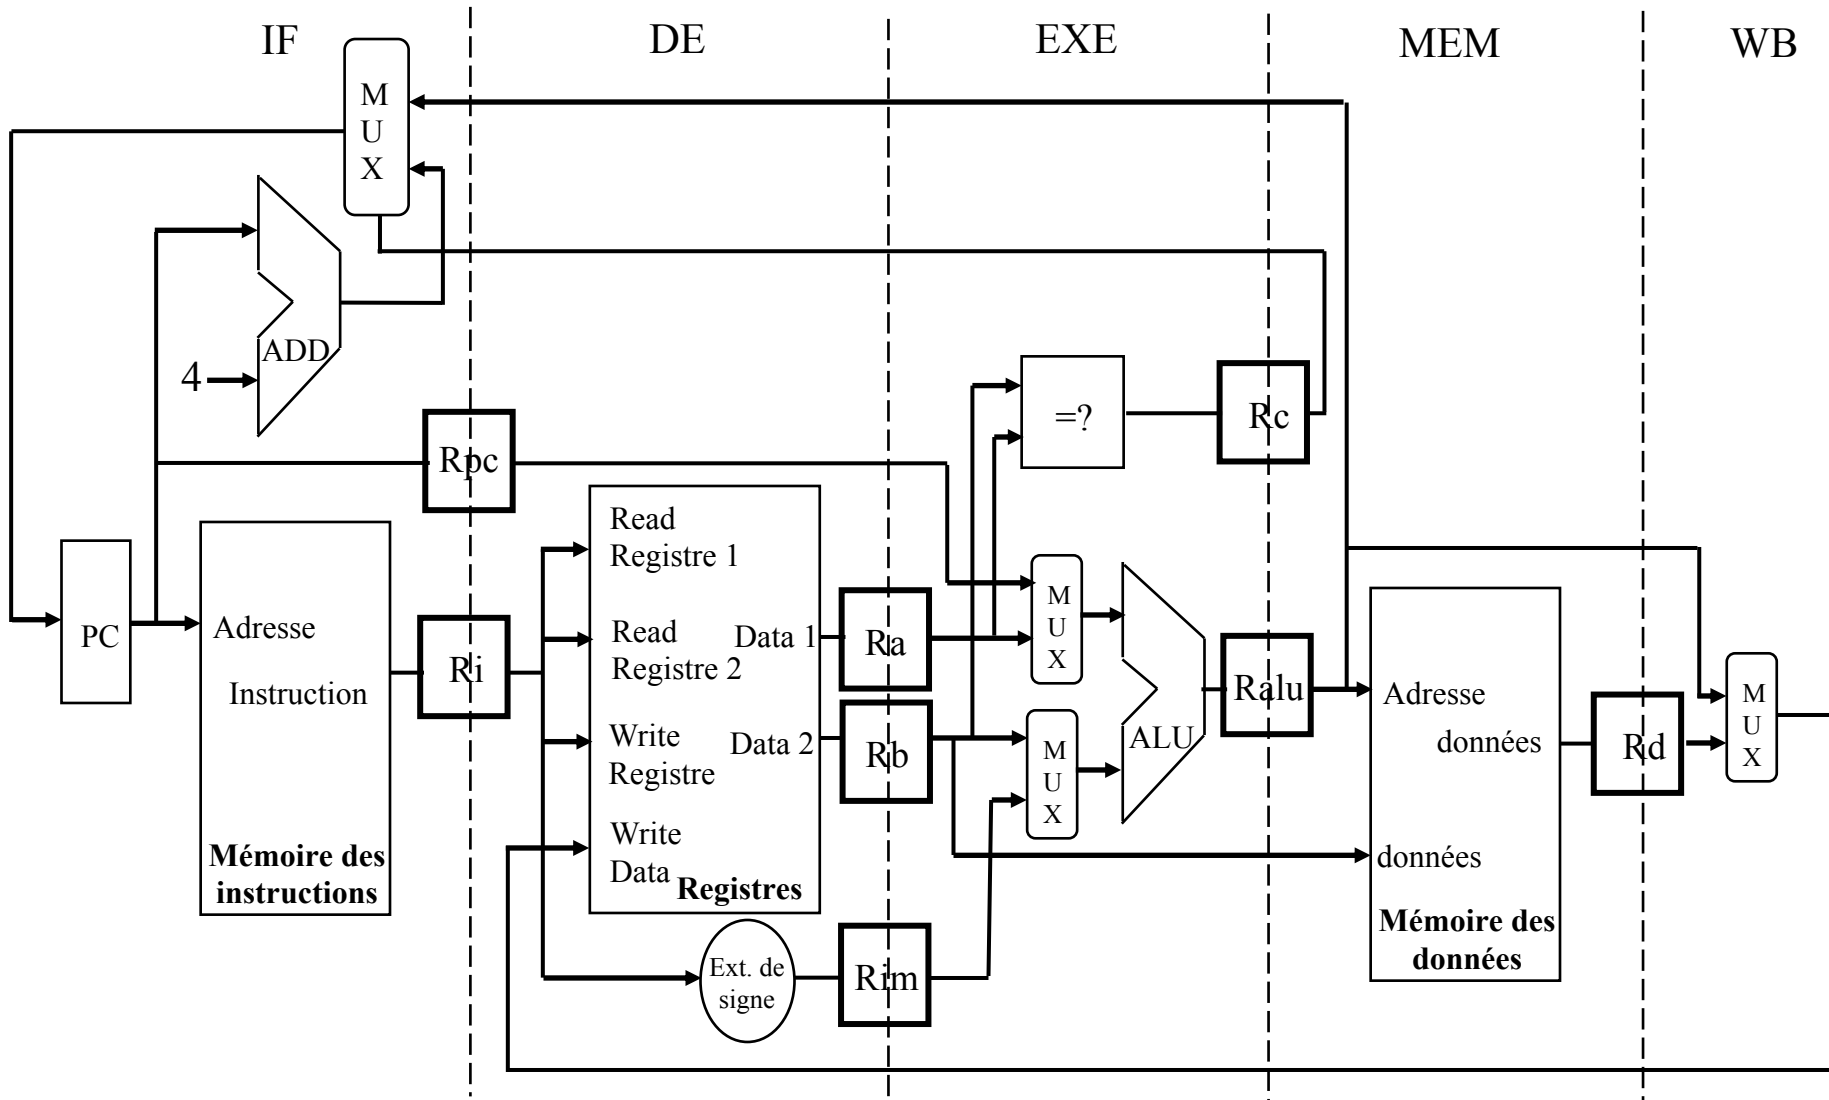 IF
DE
EXE
MEM
WB
M
U
X
ADD
4
Rpc
PC
Adresse
Instruction
Mémoire des
instructions
Ri
Read
Registre 1
Read
Registre 2
Write
Registre
Write
Data
Data 1
Data 2
Registres
Ext. de
signe
Ra
Rb
Rim
=?
M
U
X
M
U
X
ALU
Rc
Ralu
Adresse
données
données
Mémoire des
données
Rd
M
U
X